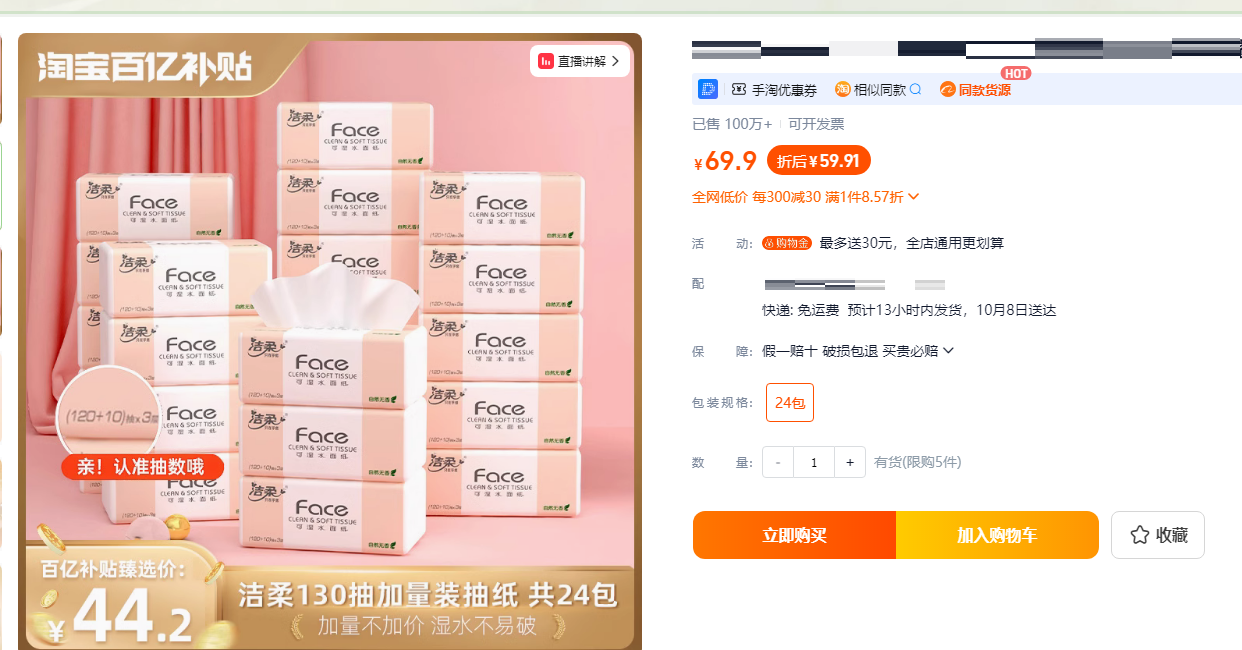 淘宝百亿补贴
直播讲解
洁柔
Face
CLEAN & SOFT TISSUE
可湿水面纸
(120+10)抽x3层
自然无香
亲！认准抽数哦
百亿补贴臻选价：
¥44.2
洁柔130抽加量装抽纸 共24包
加量不加价 湿水不易破
手淘优惠券 相似同款 同款货源 HOT
已售 100万+ 可开发票
¥69.9 折后¥59.91
全网低价 每300减30 满1件8.57折
活 动: 购物金 最多送30元，全店通用更划算
配
快递: 免运费 预计13小时内发货，10月8日送达
保 障: 假一赔十 破损包退 买贵必赔
包装规格: 24包
数 量: - 1 + 有货(限购5件)
立即购买 加入购物车 收藏